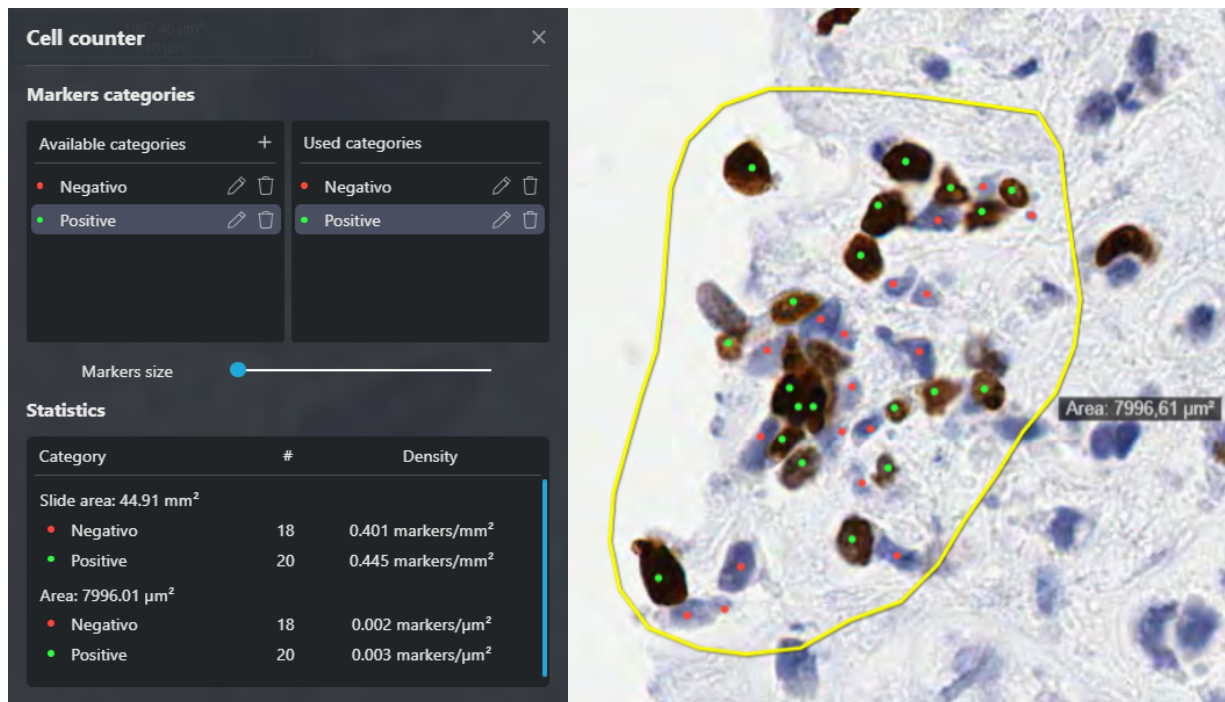 Cell counter
Markers categories
Available categories +
Negativo
Positive
Used categories
Negativo
Positive
Markers size
Statistics
Category # Density
Slide area: 44.91 mm²
Negativo 18 0.401 markers/mm²
Positive 20 0.445 markers/mm²
Area: 7996.01 µm²
Negativo 18 0.002 markers/µm²
Positive 20 0.003 markers/µm²
Area: 7996,61 µm²